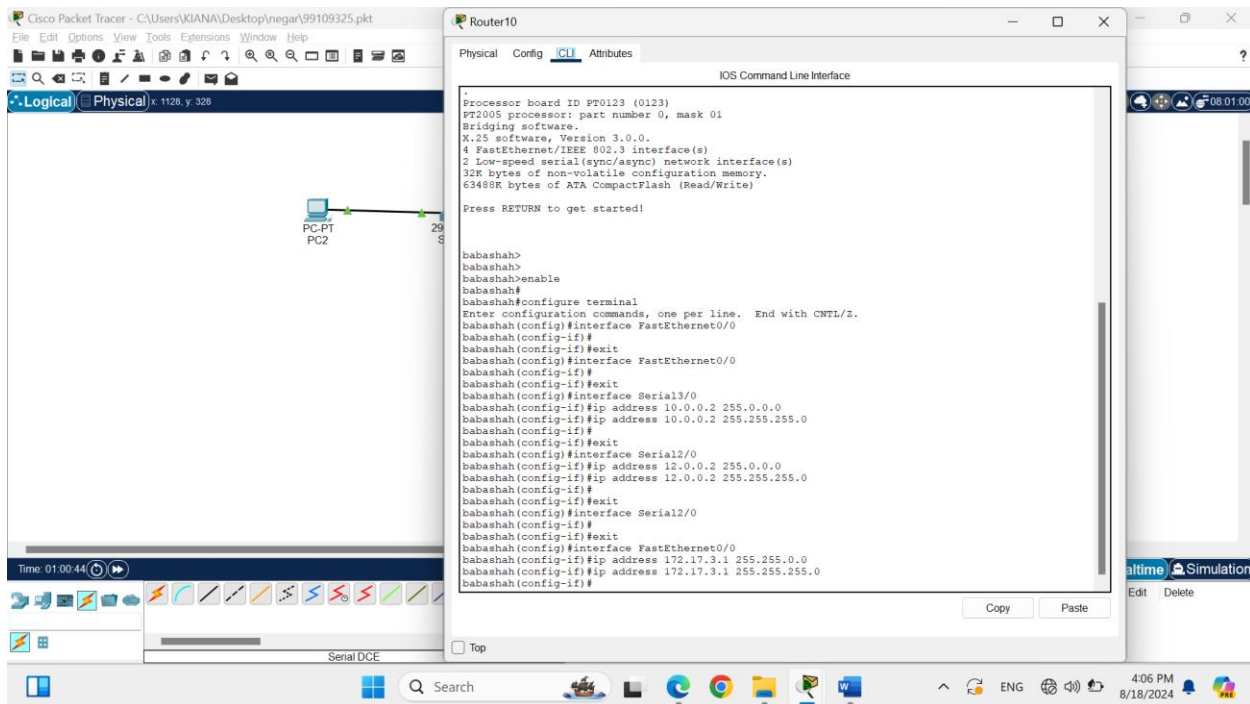 Cisco Packet Tracer - C:\Users\KIANA\Desktop\negar\99109325.pkt
File Edit Options View Tools Extensions Window Help
?
Logical Physical x: 1128, y: 328
08:01:00
PC-PT
PC2
29
S
Router10
Physical Config CLI Attributes
IOS Command Line Interface
.
Processor board ID PT0123 (0123)
PT2005 processor: part number 0, mask 01
Bridging software.
X.25 software, Version 3.0.0.
4 FastEthernet/IEEE 802.3 interface(s)
2 Low-speed serial(sync/async) network interface(s)
32K bytes of non-volatile configuration memory.
63488K bytes of ATA CompactFlash (Read/Write)
Press RETURN to get started!
babashah>
babashah>
babashah>enable
babashah#
babashah#configure terminal
Enter configuration commands, one per line. End with CNTL/Z.
babashah(config)#interface FastEthernet0/0
babashah(config-if)#
babashah(config-if)#exit
babashah(config)#interface FastEthernet0/0
babashah(config-if)#
babashah(config-if)#exit
babashah(config)#interface Serial3/0
babashah(config-if)#ip address 10.0.0.2 255.0.0.0
babashah(config-if)#ip address 10.0.0.2 255.255.255.0
babashah(config-if)#
babashah(config-if)#exit
babashah(config)#interface Serial2/0
babashah(config-if)#ip address 12.0.0.2 255.0.0.0
babashah(config-if)#ip address 12.0.0.2 255.255.255.0
babashah(config-if)#
babashah(config-if)#exit
babashah(config)#interface Serial2/0
babashah(config-if)#
babashah(config-if)#exit
babashah(config)#interface FastEthernet0/0
babashah(config-if)#ip address 172.17.3.1 255.255.0.0
babashah(config-if)#ip address 172.17.3.1 255.255.255.0
babashah(config-if)#
Copy Paste
Top
Time: 01:00:44
altime Simulation
Edit Delete
Serial DCE
Search
ENG
4:06 PM
8/18/2024
PRE